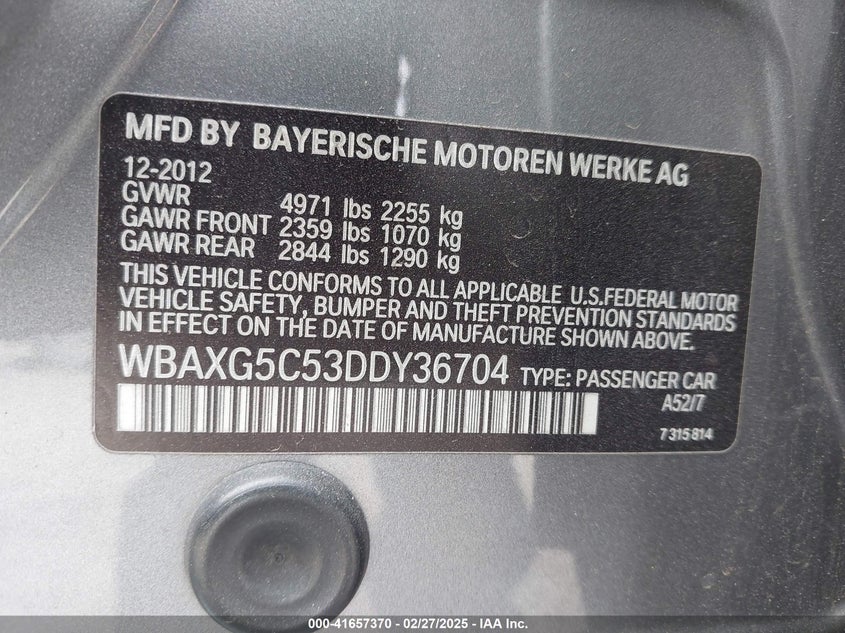 MFD BY BAYERISCHE MOTOREN WERKE AG
12-2012
GVWR 4971 lbs 2255 kg
GAWR FRONT 2359 lbs 1070 kg
GAWR REAR 2844 lbs 1290 kg
THIS VEHICLE CONFORMS TO ALL APPLICABLE U.S.FEDERAL MOTOR
VEHICLE SAFETY, BUMPER AND THEFT PREVENTION STANDARDS
IN EFFECT ON THE DATE OF MANUFACTURE SHOWN ABOVE.
WBAXG5C53DDY36704 TYPE: PASSENGER CAR
A52/7
7315814
000-41657370 - 02/27/2025 - IAA Inc.